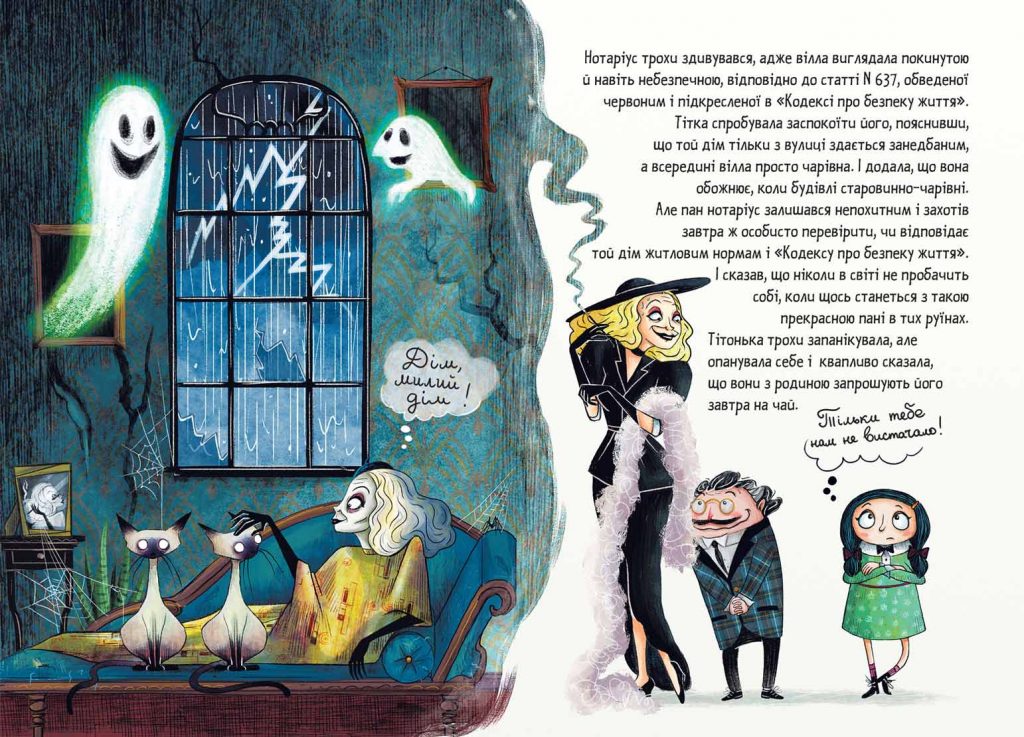 Нотаріус трохи здивувався, адже вілла виглядала покинутою
й навіть небезпечною, відповідно до статті N 637, обведеної
червоним і підкресленої в «Кодексі про безпеку життя».
Тітка спробувала заспокоїти його, пояснивши,
що той дім тільки з вулиці здається занедбаним,
а всередині вілла просто чарівна. І додала, що вона
обожнює, коли будівлі старовинно-чарівні.
Але пан нотаріус залишався непохитним і захотів
завтра ж особисто перевірити, чи відповідає
той дім житловим нормам і «Кодексу про безпеку життя».
І сказав, що ніколи в світі не пробачить
собі, коли щось станеться з такою
прекрасною пані в тих руїнах.
Тітонька трохи запанікувала, але
опанувала себе і квапливо сказала,
що вони з родиною запрошують його
завтра на чай.
Дім,
милий
дім!
Тільки тебе
нам не вистачало!